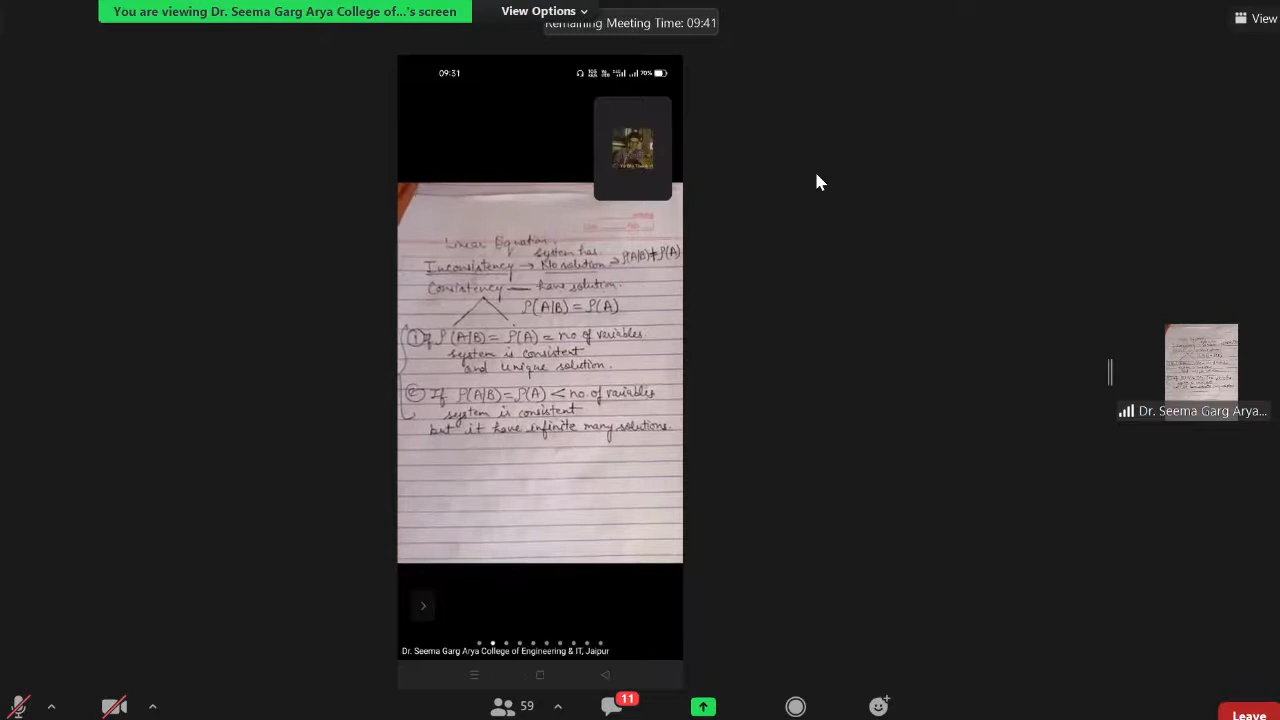 You are viewing Dr. Seema Garg Arya College of...'s screen
View Options
Remaining Meeting Time: 09:41
View
09:31
70%
Linear Equation
system has
Inconsistency → No solution → ρ(A|B) ≠ ρ(A)
Consistency — have solution.
ρ(A|B) = ρ(A)
① If ρ(A|B) = ρ(A) = no of variables
system is consistent
and unique solution.
② If ρ(A|B) = ρ(A) < no. of variables
system is consistent
but it have infinite many solutions.
Dr. Seema Garg Arya...
Dr. Seema Garg Arya College of Engineering & IT, Jaipur
59
11
Leave